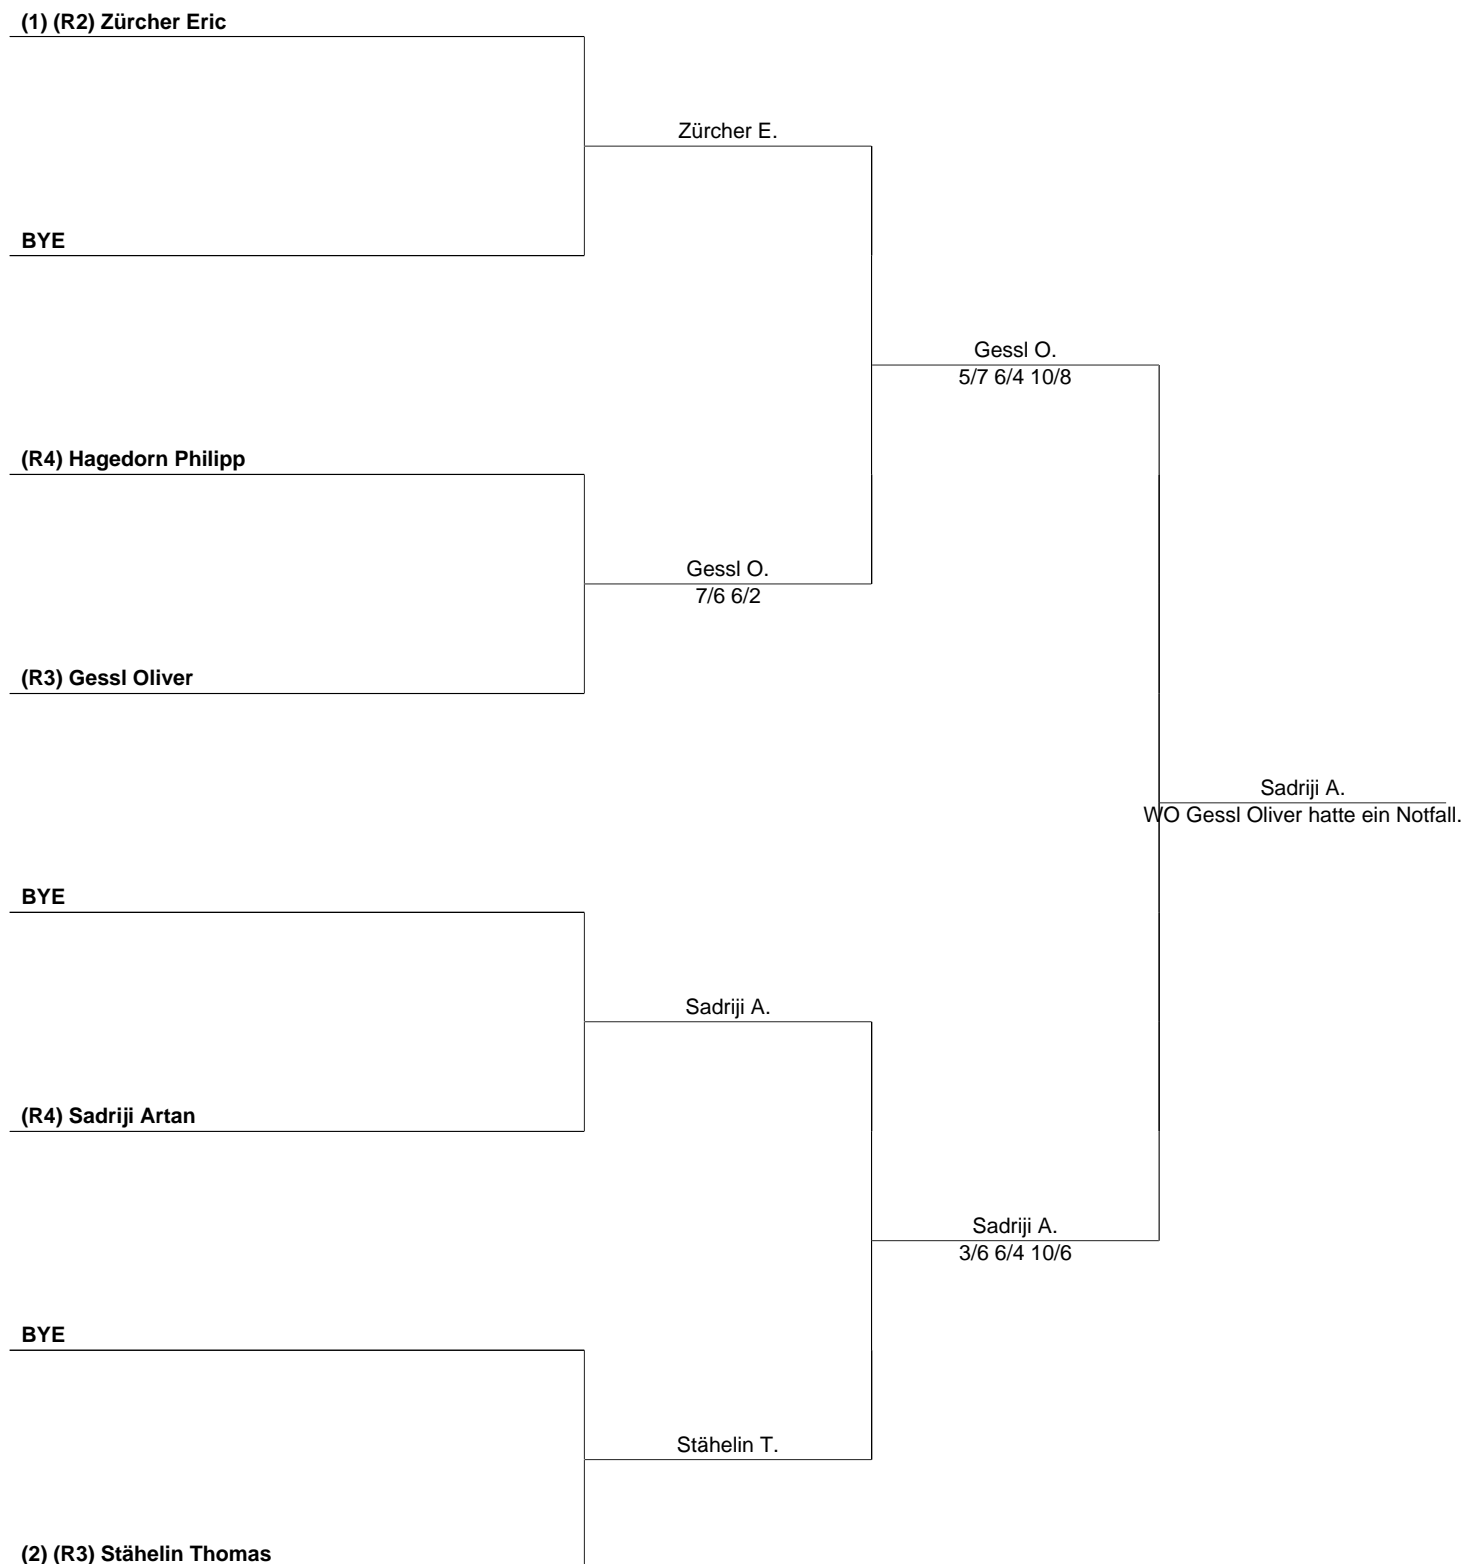 (1) (R2) Zürcher Eric
Zürcher E.
BYE
Gessl O.
5/7 6/4 10/8
(R4) Hagedorn Philipp
Gessl O.
7/6 6/2
(R3) Gessl Oliver
Sadriji A.
WO Gessl Oliver hatte ein Notfall.
BYE
Sadriji A.
(R4) Sadriji Artan
Sadriji A.
3/6 6/4 10/6
BYE
Stähelin T.
(2) (R3) Stähelin Thomas